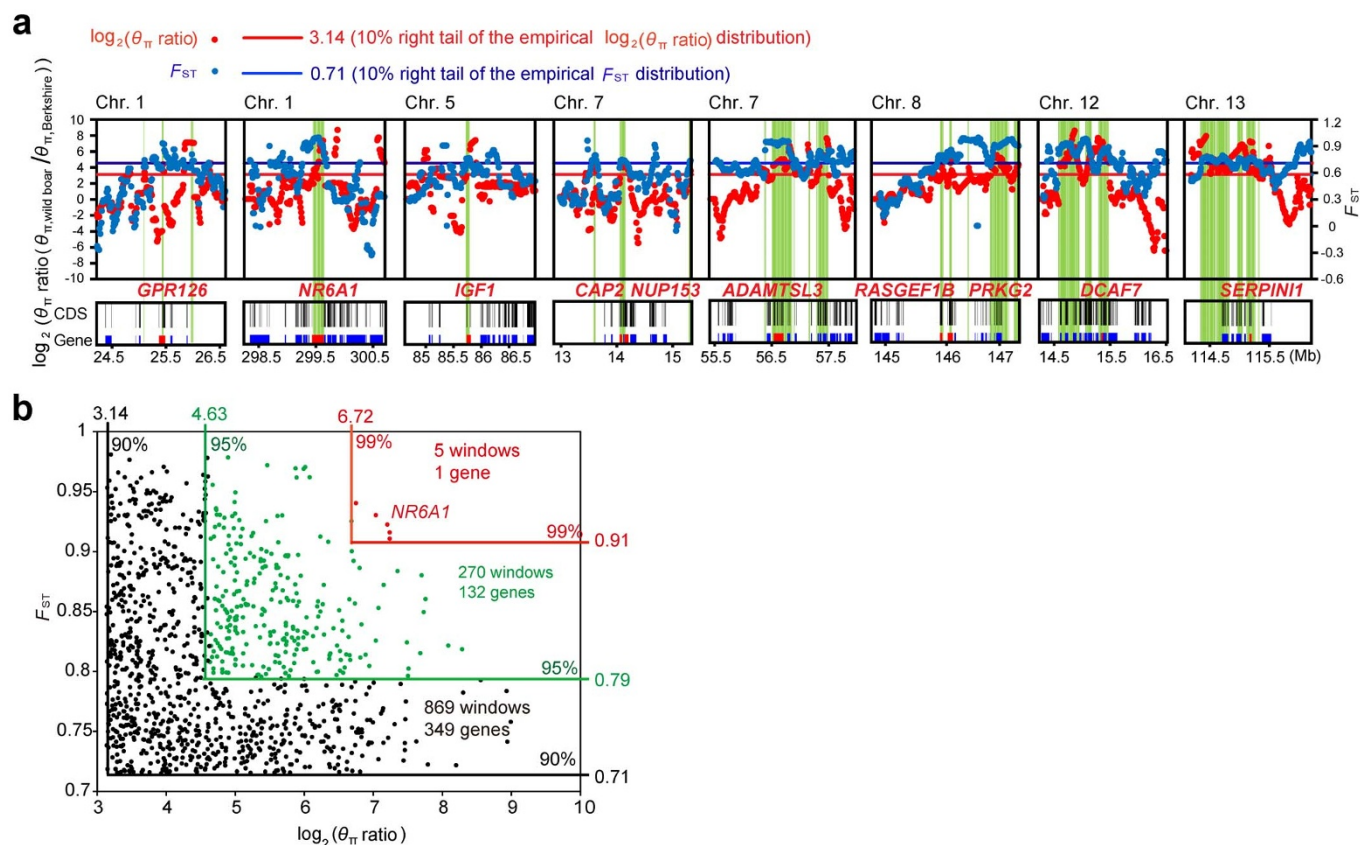 a
log₂(θπ ratio) 3.14 (10% right tail of the empirical log₂(θπ ratio) distribution)
FST 0.71 (10% right tail of the empirical FST distribution)
Chr. 1 Chr. 1 Chr. 5 Chr. 7 Chr. 7 Chr. 8 Chr. 12 Chr. 13
log₂(θπ ratio(θπ,wild boar/θπ,Berkshire))
10
8
6
4
2
0
-2
-4
-6
-8
-10
1.2
0.9
0.6
0.3
0
-0.3
-0.6
FST
GPR126 NR6A1 IGF1 CAP2 NUP153 ADAMTSL3 RASGEF1B PRKG2 DCAF7 SERPINI1
CDS
Gene
24.5 25.5 26.5 298.5 299.5 300.5 85 85.5 86 86.5 13 14 15 55.5 56.5 57.5 145 146 147 14.5 15.5 16.5 114.5 115.5 (Mb)
b
3.14 4.63 6.72
1 90% 95% 99% 5 windows
1 gene
0.95
NR6A1
99% 0.91
0.9
270 windows
132 genes
0.85
FST
0.8
95% 0.79
869 windows
349 genes
0.75
90% 0.71
0.7
3 4 5 6 7 8 9 10
log₂(θπ ratio)